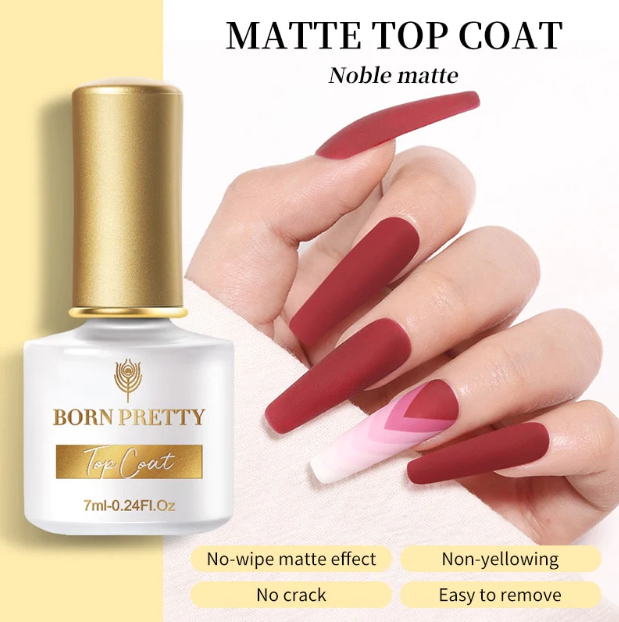 MATTE TOP COAT
Noble matte
BORN PRETTY
Top Coat
7ml-0.24Fl.Oz
No-wipe matte effect
Non-yellowing
No crack
Easy to remove